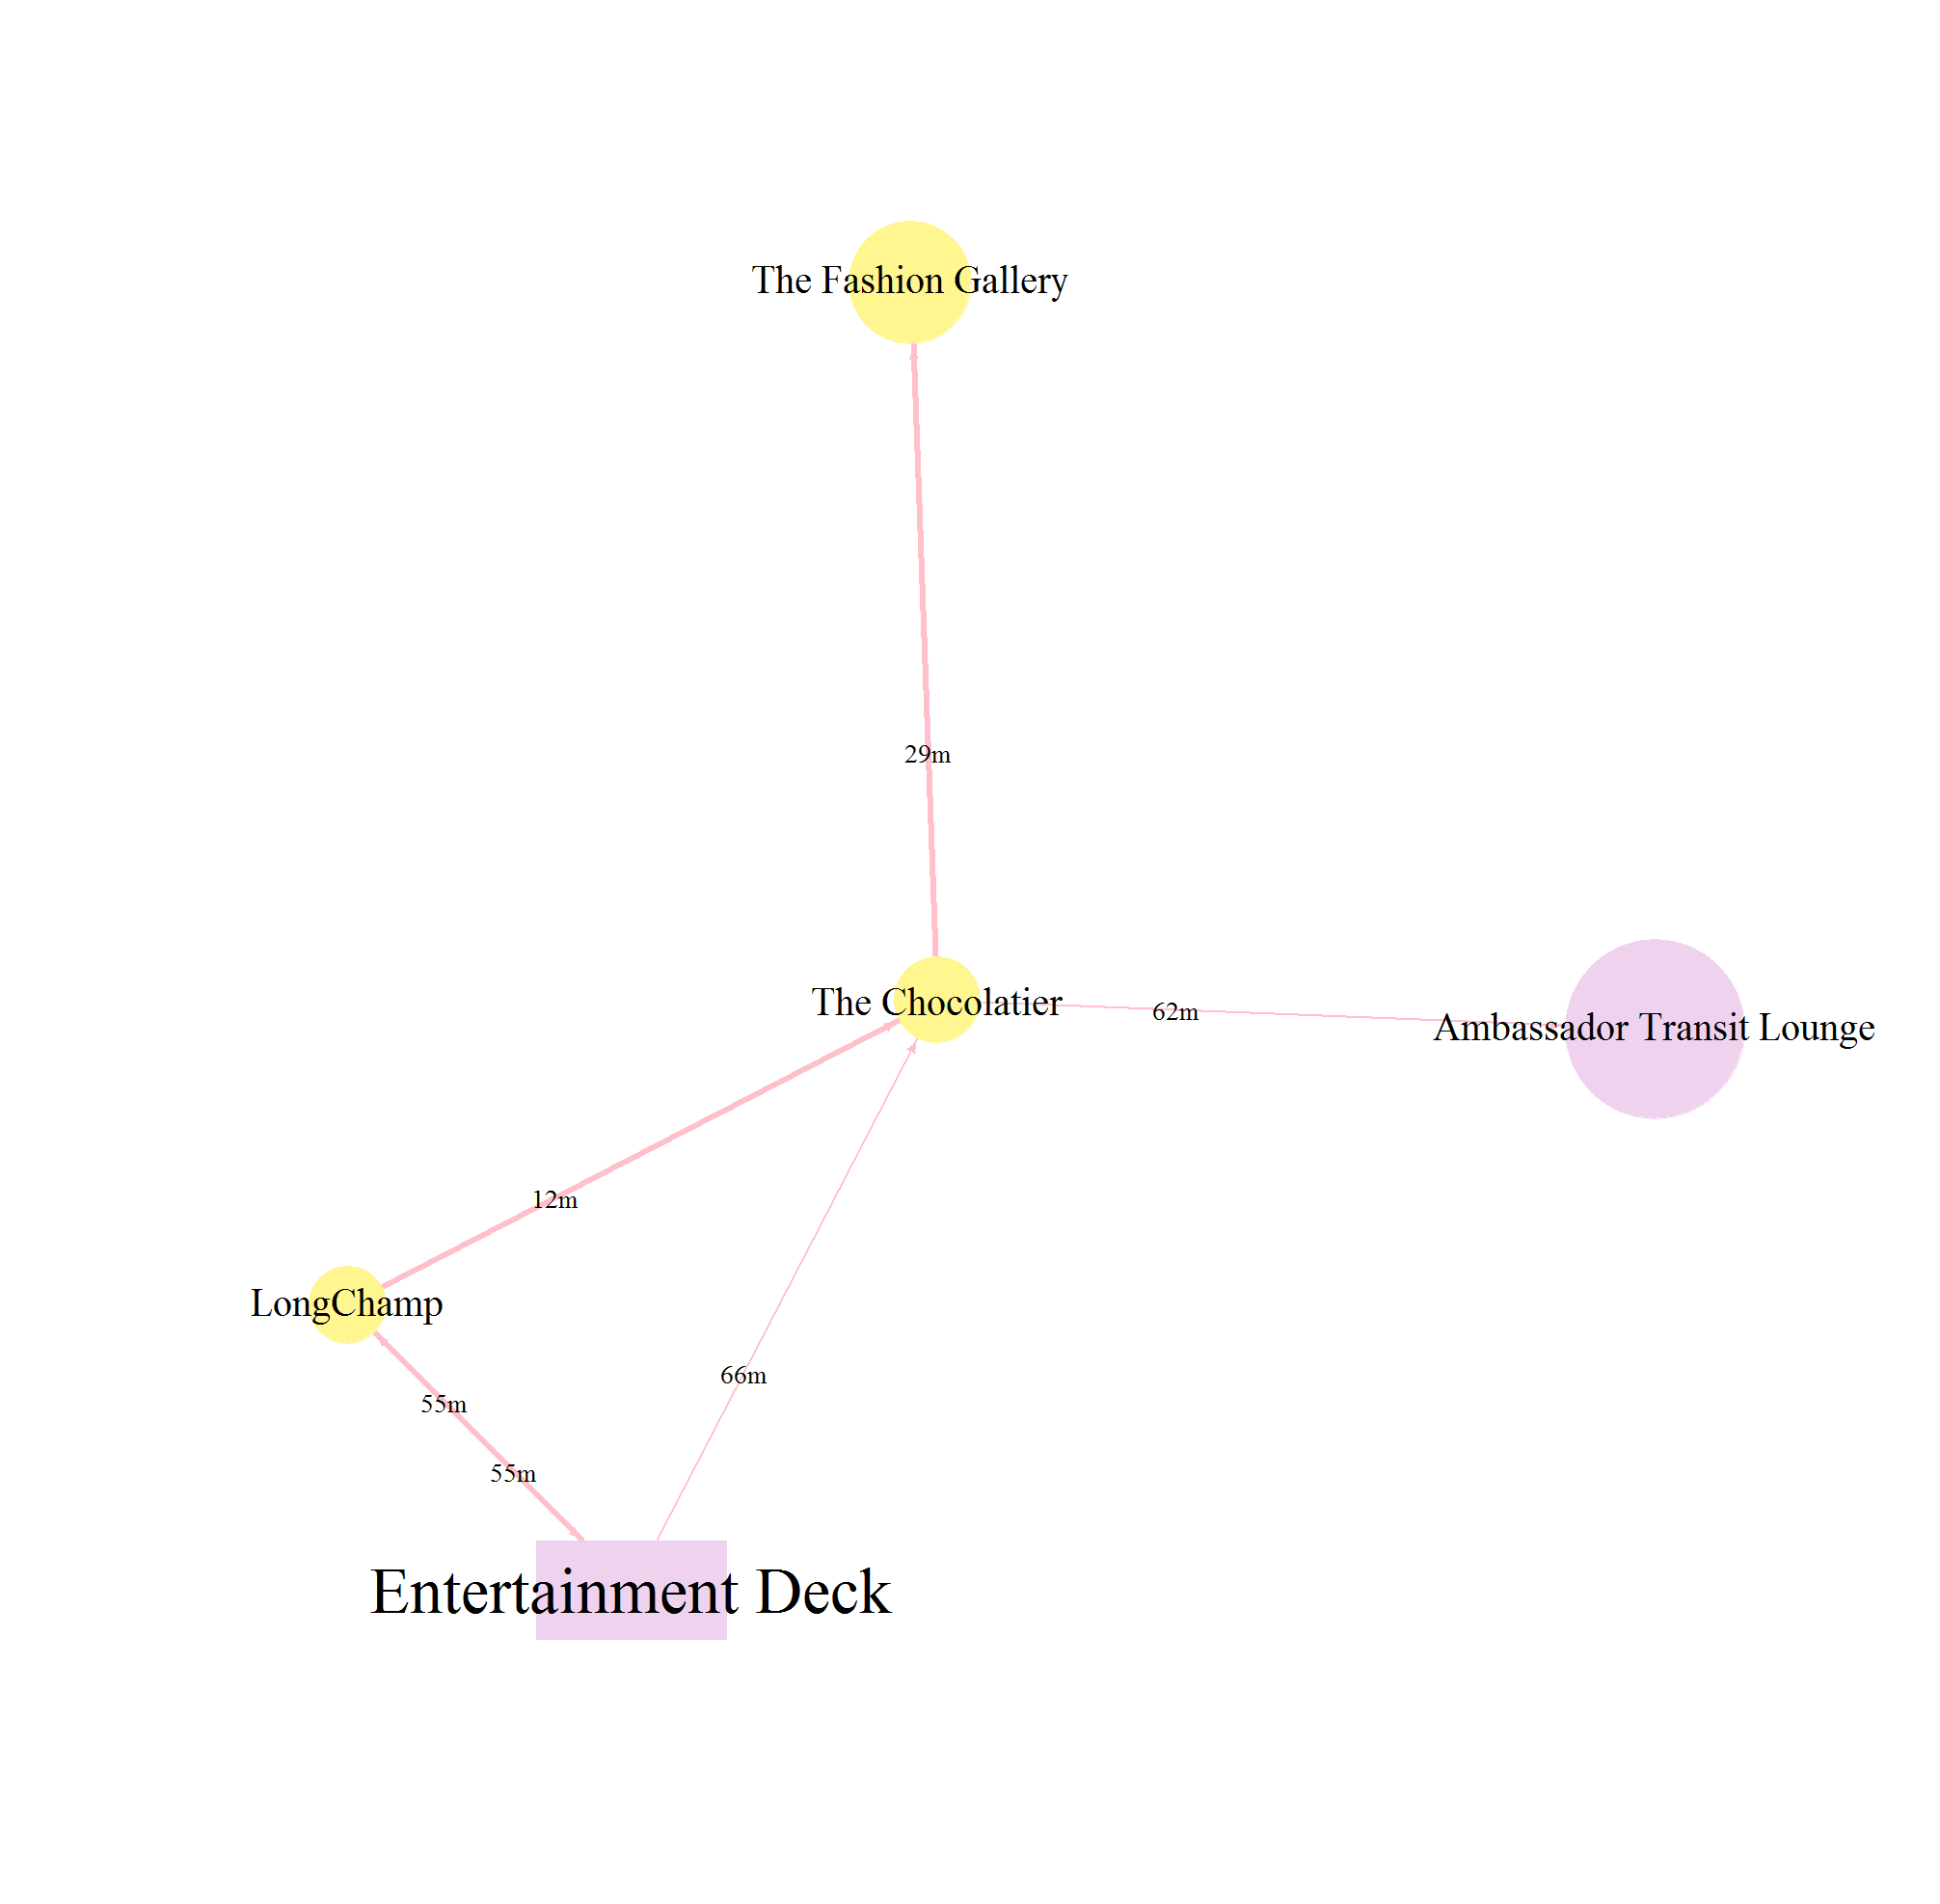 The Fashion Gallery
29m
The Chocolatier
62m
Ambassador Transit Lounge
12m
LongChamp
66m
55m
55m
Entertainment Deck